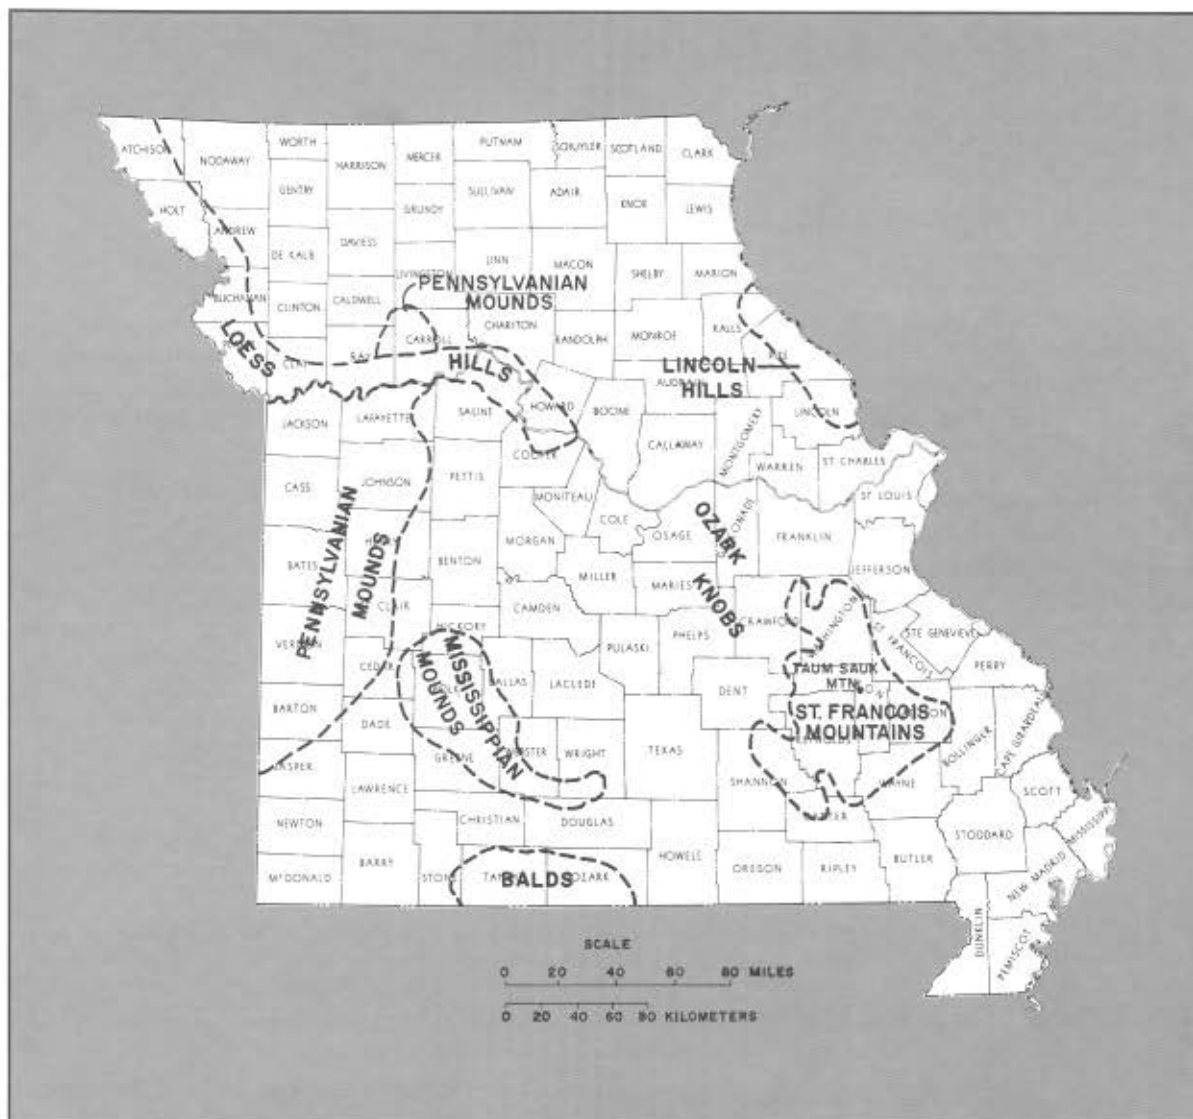 WORTH
PUTNAM
ATCHISON
NODAWAY
HARRISON
MERCER
SCHUYLER
SCOTLAND
CLARK
GENTRY
SULLIVAN
ADAIR
HOLT
GRUNDY
KNOX
LEWIS
ANDREW
DE KALB
DAVIESS
LINN
MACON
SHELBY
MARION
LIVINGSTON
BUCHANAN
CLINTON
CALDWELL
PENNSYLVANIAN
MOUNDS
CHARITON
RANDOLPH
MONROE
RALLS
CARROLL
LOESS
HILLS
CLAY
RAY
PIKE
LINCOLN
HILLS
HOWARD
BOONE
LINCOLN
JACKSON
LAFAYETTE
SALINE
CALLAWAY
MONTGOMERY
COOPER
WARREN
ST CHARLES
CASS
JOHNSON
PETTIS
MONITEAU
ST LOUIS
COLE
OSAGE
OZARK
KNOBS
FRANKLIN
PENNSYLVANIAN
MOUNDS
MORGAN
BATES
BENTON
MILLER
MARIES
JEFFERSON
CLAIR
CAMDEN
HICKORY
PHELPS
CRAWFORD
WASHINGTON
ST. FRANCOIS
STE GENEVIEVE
PERRY
PULASKI
CEDAR
MISSISSIPPIAN
MOUNDS
DALLAS
LACLEDE
DENT
TAUM SAUK
MTN.
BARTON
DADE
ST. FRANCOIS
MOUNTAINS
REYNOLDS
BOLLINGER
CAPE GIRARDEAU
JASPER
GREENE
WEBSTER
WRIGHT
TEXAS
SHANNON
WAYNE
LAWRENCE
SCOTT
NEWTON
CHRISTIAN
DOUGLAS
CARTER
STODDARD
MISSISSIPPI
BARRY
HOWELL
OREGON
RIPLEY
BUTLER
McDONALD
STONE
BALDS
OZARK
NEW MADRID
DUNKLIN
PEMISCOT
SCALE
0 20 40 60 80 MILES
0 20 40 60 80 KILOMETERS